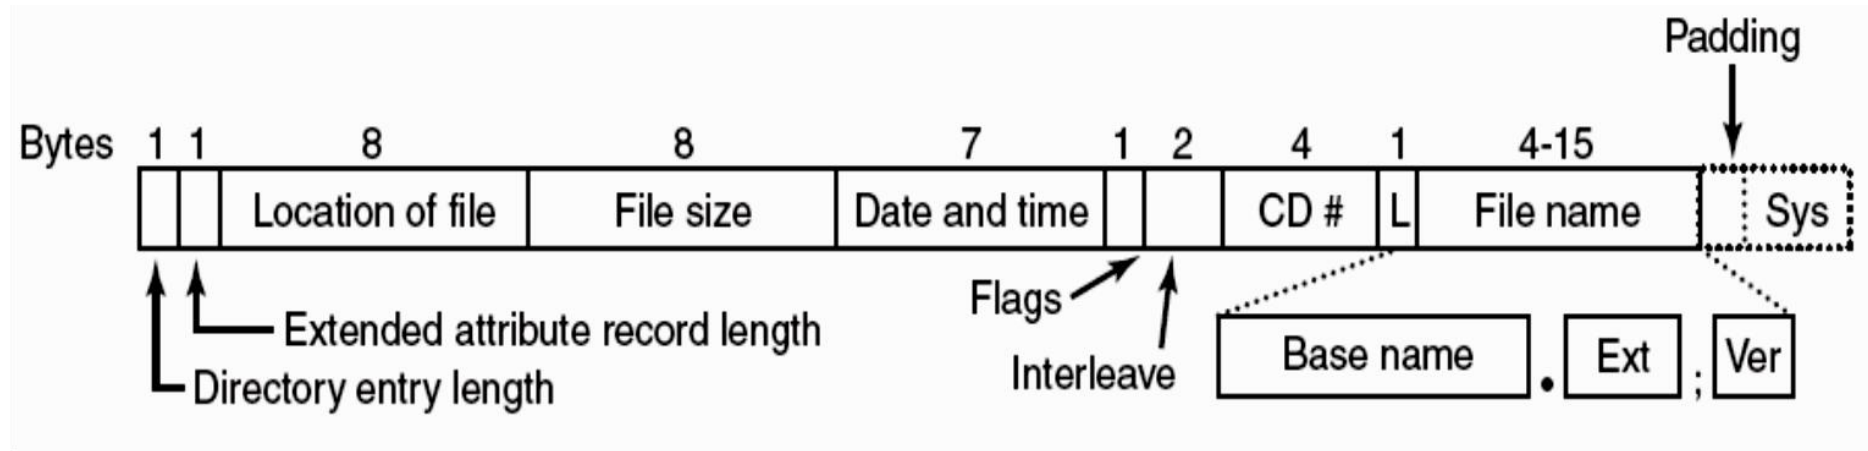 Padding
Bytes 1 1 8 8 7 1 2 4 1 4-15
Location of file File size Date and time CD # L File name Sys
Flags
Extended attribute record length
Interleave
Base name . Ext ; Ver
Directory entry length